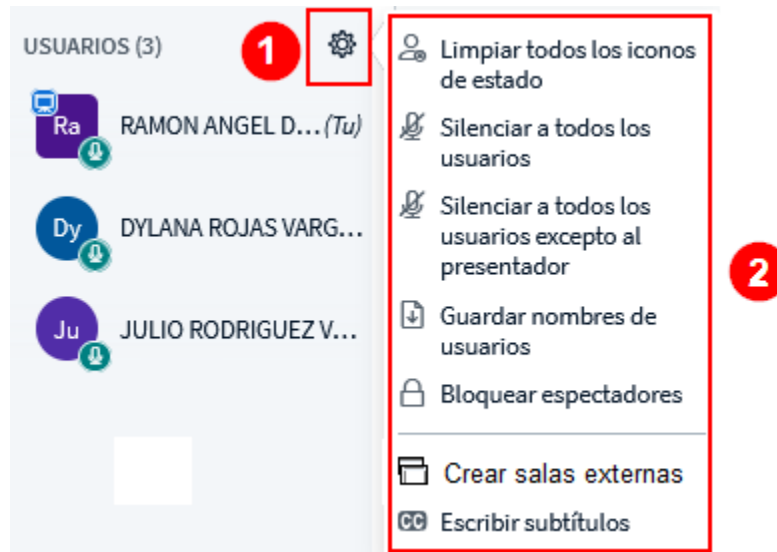 USUARIOS (3)
1
Ra
RAMON ANGEL D... (Tu)
Dy
DYLANA ROJAS VARG...
Ju
JULIO RODRIGUEZ V...
Limpiar todos los iconos
de estado
Silenciar a todos los
usuarios
Silenciar a todos los
usuarios excepto al
presentador
Guardar nombres de
usuarios
Bloquear espectadores
Crear salas externas
CC Escribir subtítulos
2